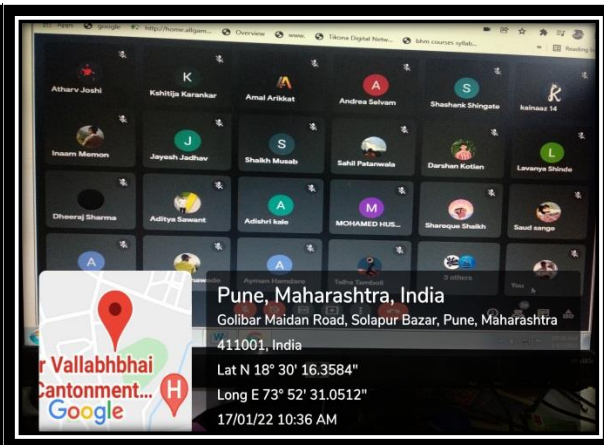 Apps google http://home.allgam... Overview www. Tikona Digital Netw... bhm courses syllab...
Reading
Atharv Joshi
K
Kshitija Karankar
Amal Arikkat
A
Andrea Selvam
S
Shashank Shingate
kainaaz 14
Inaam Memon
J
Jayesh Jadhav
S
Shaikh Musab
Sahil Patanwala
Darshan Kotian
L
Lavanya Shinde
Dheeraj Sharma
Aditya Sawant
A
Adishri kale
M
MOHAMED HUS...
Shareque Shaikh
Saud sange
A
A
Ayman Hamdare
Talha Tamboli
3 others
You
Pune, Maharashtra, India
Golibar Maidan Road, Solapur Bazar, Pune, Maharashtra
411001, India
Lat N 18° 30' 16.3584"
Long E 73° 52' 31.0512"
17/01/22 10:36 AM
r Vallabhbhai
Cantonment...
H
Google